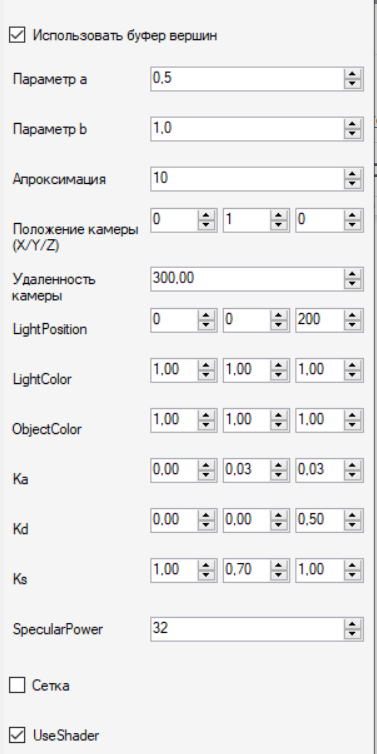 Использовать буфер вершин
Параметр a 0,5
Параметр b 1,0
Апроксимация 10
Положение камеры (X/Y/Z) 0 1 0
Удаленность камеры 300,00
LightPosition 0 0 200
LightColor 1,00 1,00 1,00
ObjectColor 1,00 1,00 1,00
Ka 0,00 0,03 0,03
Kd 0,00 0,00 0,50
Ks 1,00 0,70 1,00
SpecularPower 32
Сетка
UseShader